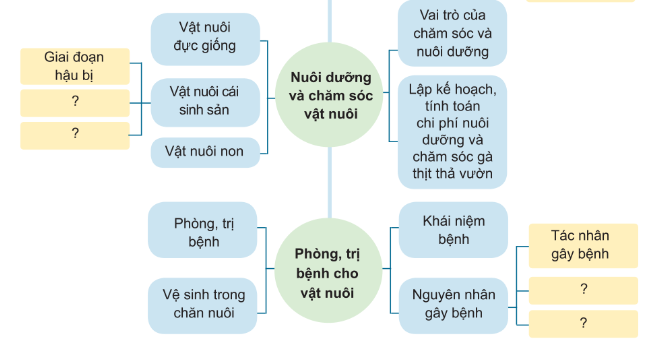 Vật nuôi
đực giống
Giai đoạn
hậu bị
?
?
Vật nuôi cái
sinh sản
Vật nuôi non
Nuôi dưỡng
và chăm sóc
vật nuôi
Vai trò của
chăm sóc và
nuôi dưỡng
Lập kế hoạch,
tính toán
chi phí nuôi
dưỡng và
chăm sóc gà
thịt thả vườn
Phòng, trị
bệnh
Vệ sinh trong
chăn nuôi
Phòng, trị
bệnh cho
vật nuôi
Khái niệm
bệnh
Nguyên nhân
gây bệnh
Tác nhân
gây bệnh
?
?